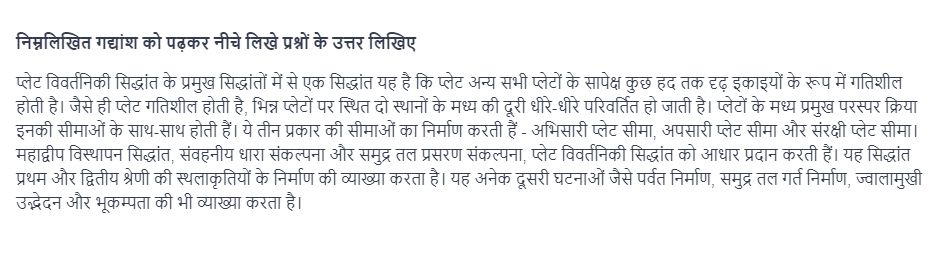 निम्नलिखित गद्यांश को पढ़कर नीचे लिखे प्रश्नों के उत्तर लिखिए
प्लेट विवर्तनिकी सिद्धांत के प्रमुख सिद्धांतों में से एक सिद्धांत यह है कि प्लेट अन्य सभी प्लेटों के सापेक्ष कुछ हद तक दृढ़ इकाइयों के रूप में गतिशील
होती है। जैसे ही प्लेट गतिशील होती है, भिन्न प्लेटों पर स्थित दो स्थानों के मध्य की दूरी धीरे-धीरे परिवर्तित हो जाती है। प्लेटों के मध्य प्रमुख परस्पर क्रिया
इनकी सीमाओं के साथ-साथ होती हैं। ये तीन प्रकार की सीमाओं का निर्माण करती हैं - अभिसारी प्लेट सीमा, अपसारी प्लेट सीमा और संरक्षी प्लेट सीमा।
महाद्वीप विस्थापन सिद्धांत, संवहनीय धारा संकल्पना और समुद्र तल प्रसरण संकल्पना, प्लेट विवर्तनिकी सिद्धांत को आधार प्रदान करती हैं। यह सिद्धांत
प्रथम और द्वितीय श्रेणी की स्थलाकृतियों के निर्माण की व्याख्या करता है। यह अनेक दूसरी घटनाओं जैसे पर्वत निर्माण, समुद्र तल गर्त निर्माण, ज्वालामुखी
उद्भेदन और भूकम्पता की भी व्याख्या करता है।